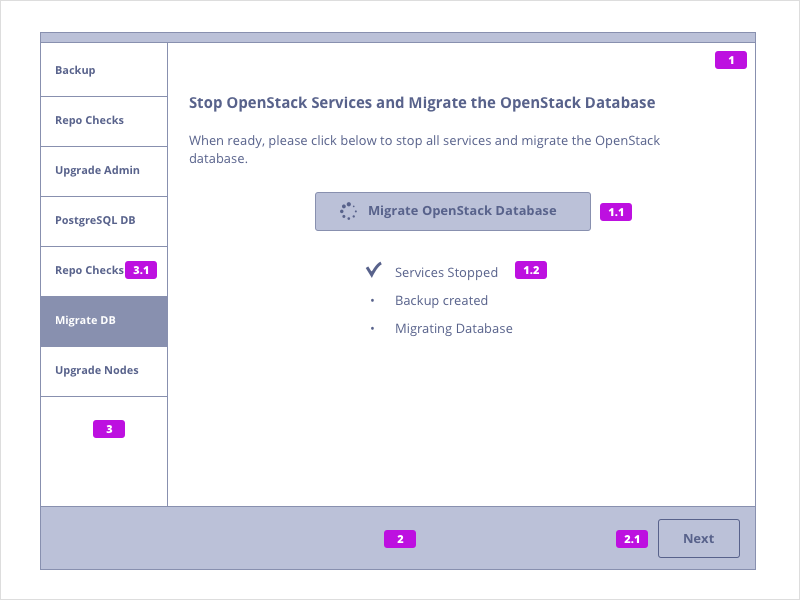 Backup
Repo Checks
Upgrade Admin
PostgreSQL DB
Repo Checks 3.1
Migrate DB
Upgrade Nodes
3
1
Stop OpenStack Services and Migrate the OpenStack Database
When ready, please click below to stop all services and migrate the OpenStack
database.
Migrate OpenStack Database 1.1
Services Stopped 1.2
Backup created
Migrating Database
2 2.1 Next